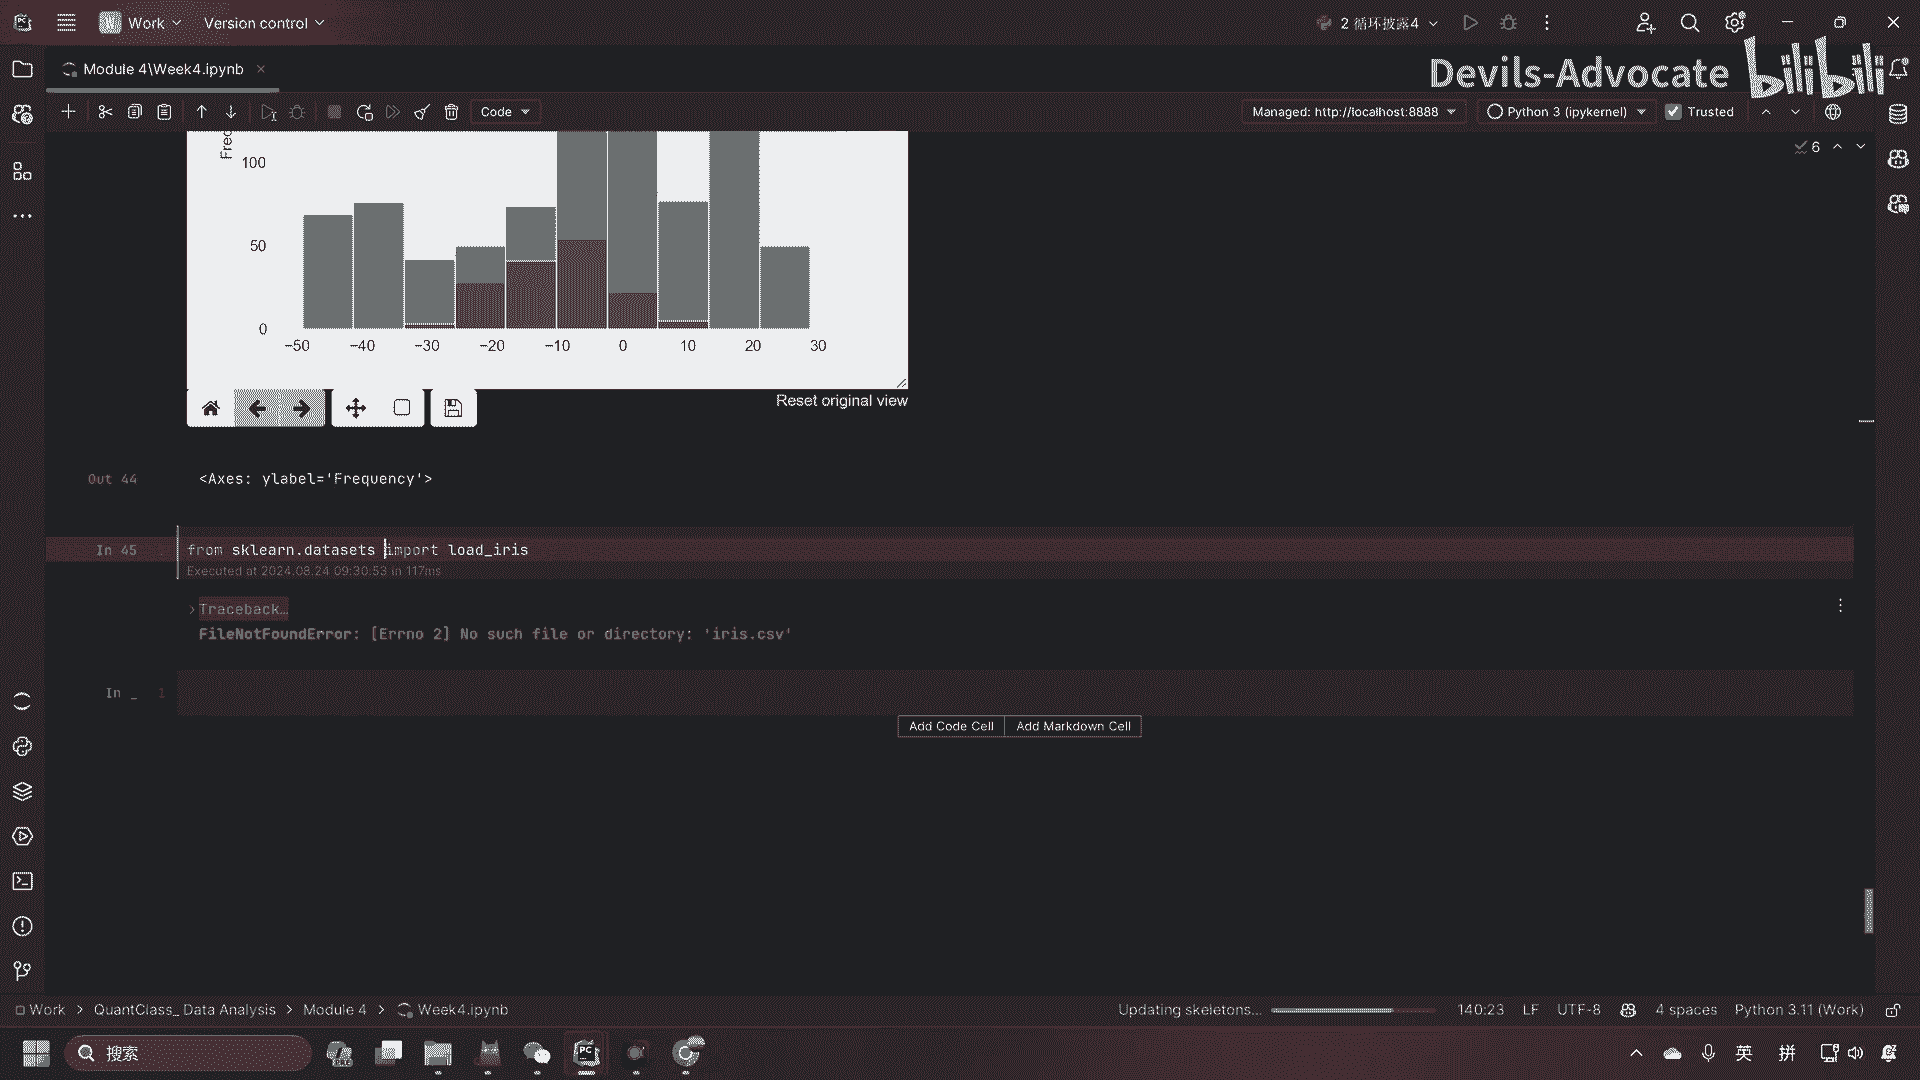 Work
Version control
2 循环披露4
Module 4\Week4.ipynb
Devils-Advocate
bilibili
Code
Managed: http://localhost:8888
Python 3 (ipykernel)
Trusted
6
100
50
0
−50
−40
−30
−20
−10
0
10
20
30
Reset original view
Out 44
<Axes: ylabel='Frequency'>
In 45
1
from sklearn.datasets import load_iris
Executed at 2024.08.24 09:30:53 in 117ms
Traceback…
FileNotFoundError: [Errno 2] No such file or directory: 'iris.csv'
In _
1
Add Code Cell
Add Markdown Cell
Work > QuantClass_ Data Analysis > Module 4 > Week4.ipynb
Updating skeletons...
140:23
LF
UTF-8
4 spaces
Python 3.11 (Work)
搜索
英
拼